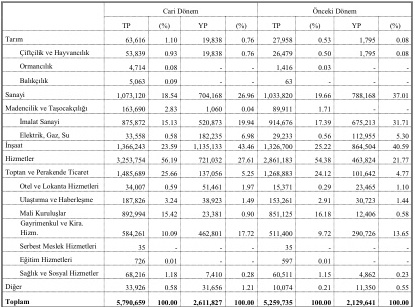 Cari Dönem Önceki Dönem
TP (%) YP (%) TP (%) YP (%)
Tarım 63,616 1.10 19,838 0.76 27,958 0.53 1,795 0.08
Çiftçilik ve Hayvancılık 53,839 0.93 19,838 0.76 26,479 0.50 1,795 0.08
Ormancılık 4,714 0.08 - - 1,416 0.03 - -
Balıkçılık 5,063 0.09 - - 63 - - -
Sanayi 1,073,120 18.54 704,168 26.96 1,033,820 19.66 788,168 37.01
Madencilik ve Taşocakçılığı 163,690 2.83 1,060 0.04 89,911 1.71 - -
İmalat Sanayi 875,872 15.13 520,873 19.94 914,676 17.39 675,213 31.71
Elektrik, Gaz, Su 33,558 0.58 182,235 6.98 29,233 0.56 112,955 5.30
İnşaat 1,366,243 23.59 1,135,133 43.46 1,326,700 25.22 864,504 40.59
Hizmetler 3,253,754 56.19 721,032 27.61 2,861,183 54.38 463,824 21.77
Toptan ve Perakende Ticaret 1,485,689 25.66 137,056 5.25 1,268,883 24.12 101,642 4.77
Otel ve Lokanta Hizmetleri 34,007 0.59 51,461 1.97 15,371 0.29 23,465 1.10
Ulaştırma ve Haberleşme 187,826 3.24 38,923 1.49 153,261 2.91 30,723 1.44
Mali Kuruluşlar 892,994 15.42 23,381 0.90 851,125 16.18 12,406 0.58
Gayrimenkul ve Kira.
Hizm. 584,261 10.09 462,801 17.72 511,400 9.72 290,726 13.65
Serbest Meslek Hizmetleri 35 - - - 35 - - -
Eğitim Hizmetleri 726 0.01 - - 597 0.01 - -
Sağlık ve Sosyal Hizmetler 68,216 1.18 7,410 0.28 60,511 1.15 4,862 0.23
Diğer 33,926 0.58 31,656 1.21 10,074 0.21 11,350 0.55
Toplam 5,790,659 100.00 2,611,827 100.00 5,259,735 100.00 2,129,641 100.00